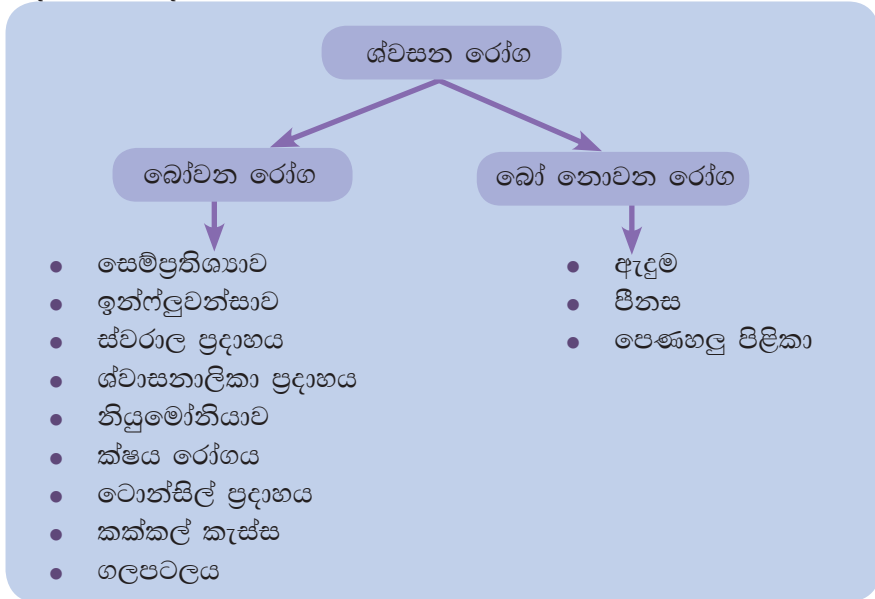 ශ්වසන රෝග
බෝවන රෝග
බෝ නොවන රෝග
සෙම්ප්‍රතිශ්‍යාව
ඉන්ෆ්ලුවන්සාව
ස්වරාල ප්‍රදාහය
ශ්වාසනාලිකා ප්‍රදාහය
නියුමෝනියාව
ක්ෂය රෝගය
ටොන්සිල් ප්‍රදාහය
කක්කල් කැස්ස
ගලපටලය
ඇදුම
පීනස
පෙණහලු පිළිකා